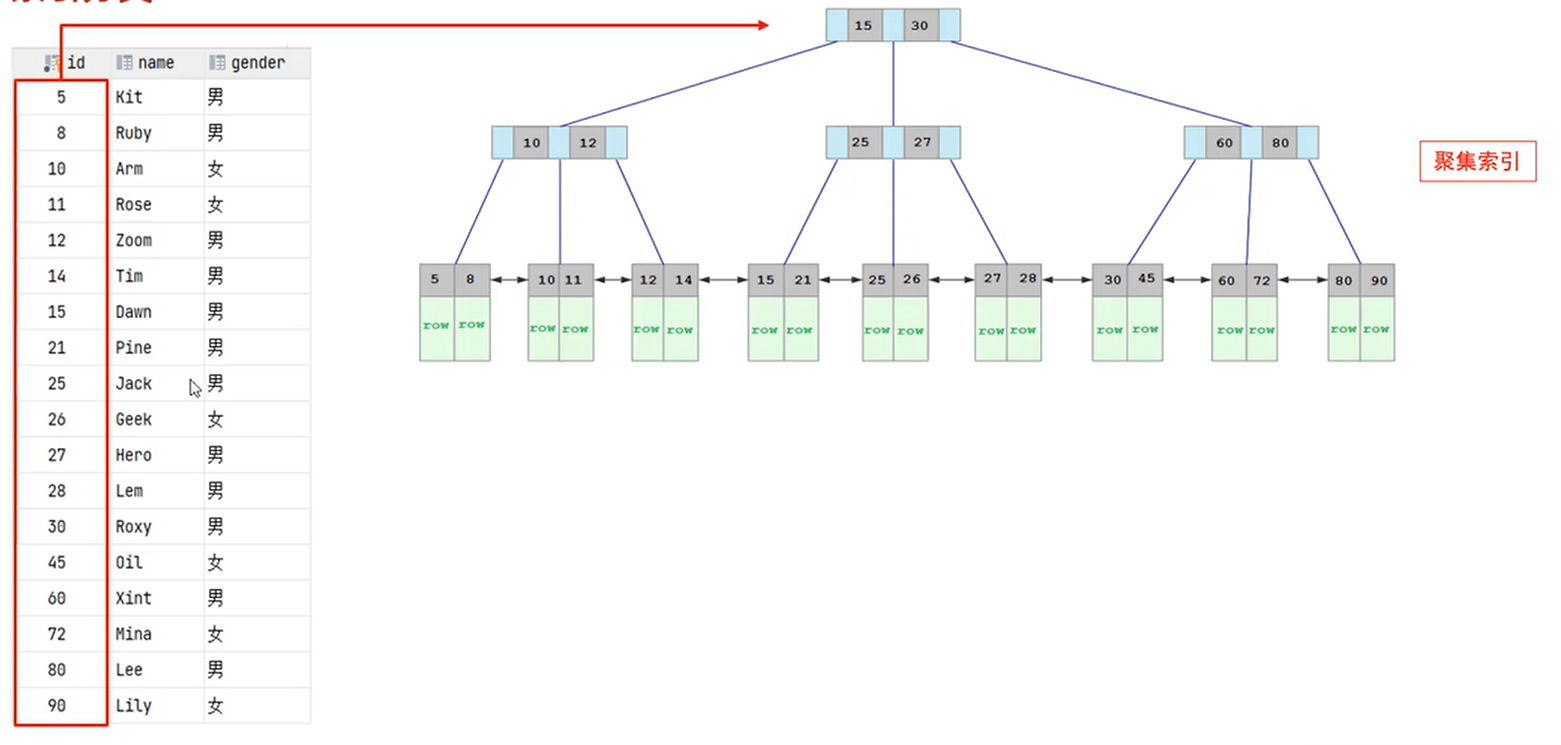 id name gender
5 Kit 男
8 Ruby 男
10 Arm 女
11 Rose 女
12 Zoom 男
14 Tim 男
15 Dawn 男
21 Pine 男
25 Jack 男
26 Geek 女
27 Hero 男
28 Lem 男
30 Roxy 男
45 Oil 女
60 Xint 男
72 Mina 女
80 Lee 男
90 Lily 女
15 30
10 12 25 27 60 80
聚集索引
5 8 10 11 12 14 15 21 25 26 27 28 30 45 60 72 80 90
row row row row row row row row row row row row row row row row row row